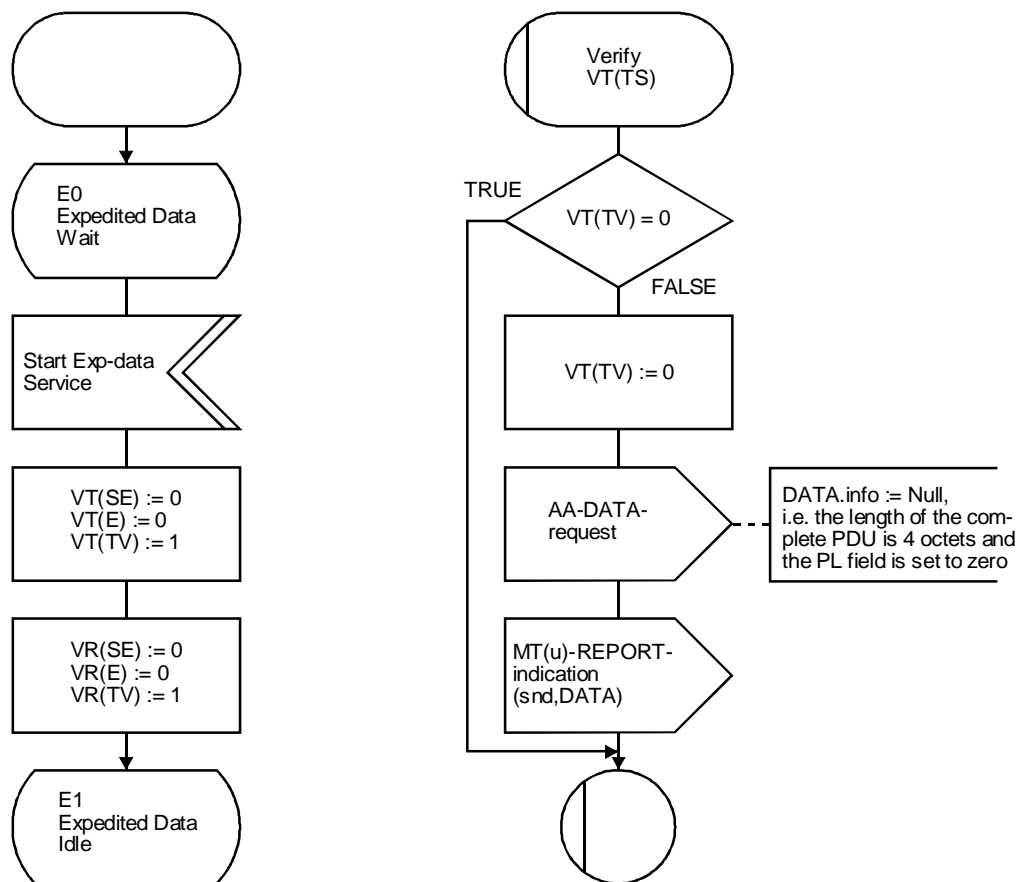 E0
Expedited Data
Wait
Start Exp-data
Service
VT(SE) := 0
VT(E) := 0
VT(TV) := 1
VR(SE) := 0
VR(E) := 0
VR(TV) := 1
E1
Expedited Data
Idle
Verify
VT(TS)
TRUE
VT(TV) = 0
FALSE
VT(TV) := 0
AA-DATA-
request
DATA.info := Null,
i.e. the length of the com-
plete PDU is 4 octets and
the PL field is set to zero
MT(u)-REPORT-
indication
(snd,DATA)